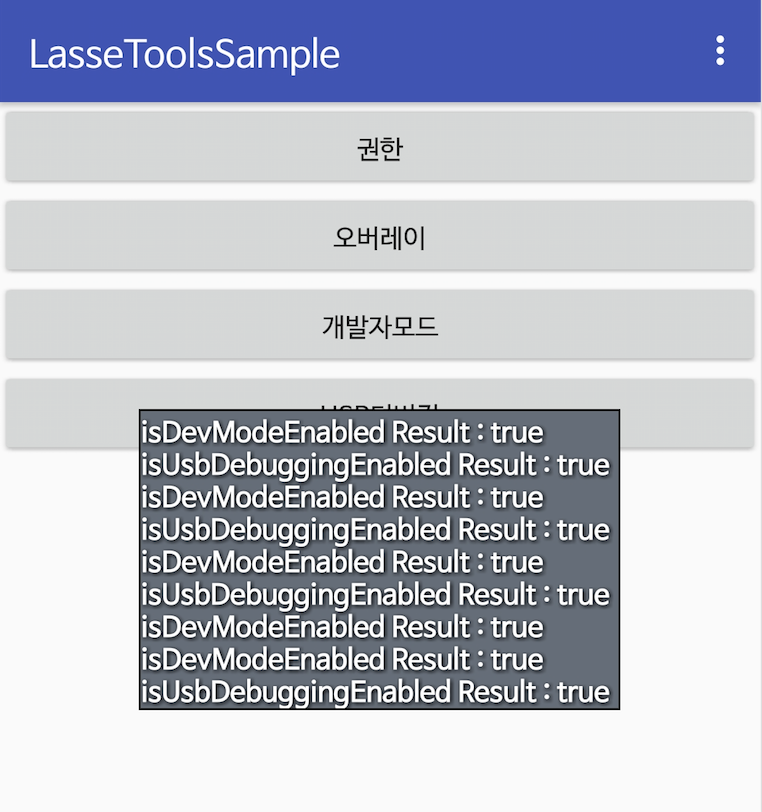 LasseToolsSample
권한
오버레이
개발자모드
isDevModeEnabled Result : true
isUsbDebuggingEnabled Result : true
isDevModeEnabled Result : true
isUsbDebuggingEnabled Result : true
isDevModeEnabled Result : true
isUsbDebuggingEnabled Result : true
isDevModeEnabled Result : true
isDevModeEnabled Result : true
isUsbDebuggingEnabled Result : true